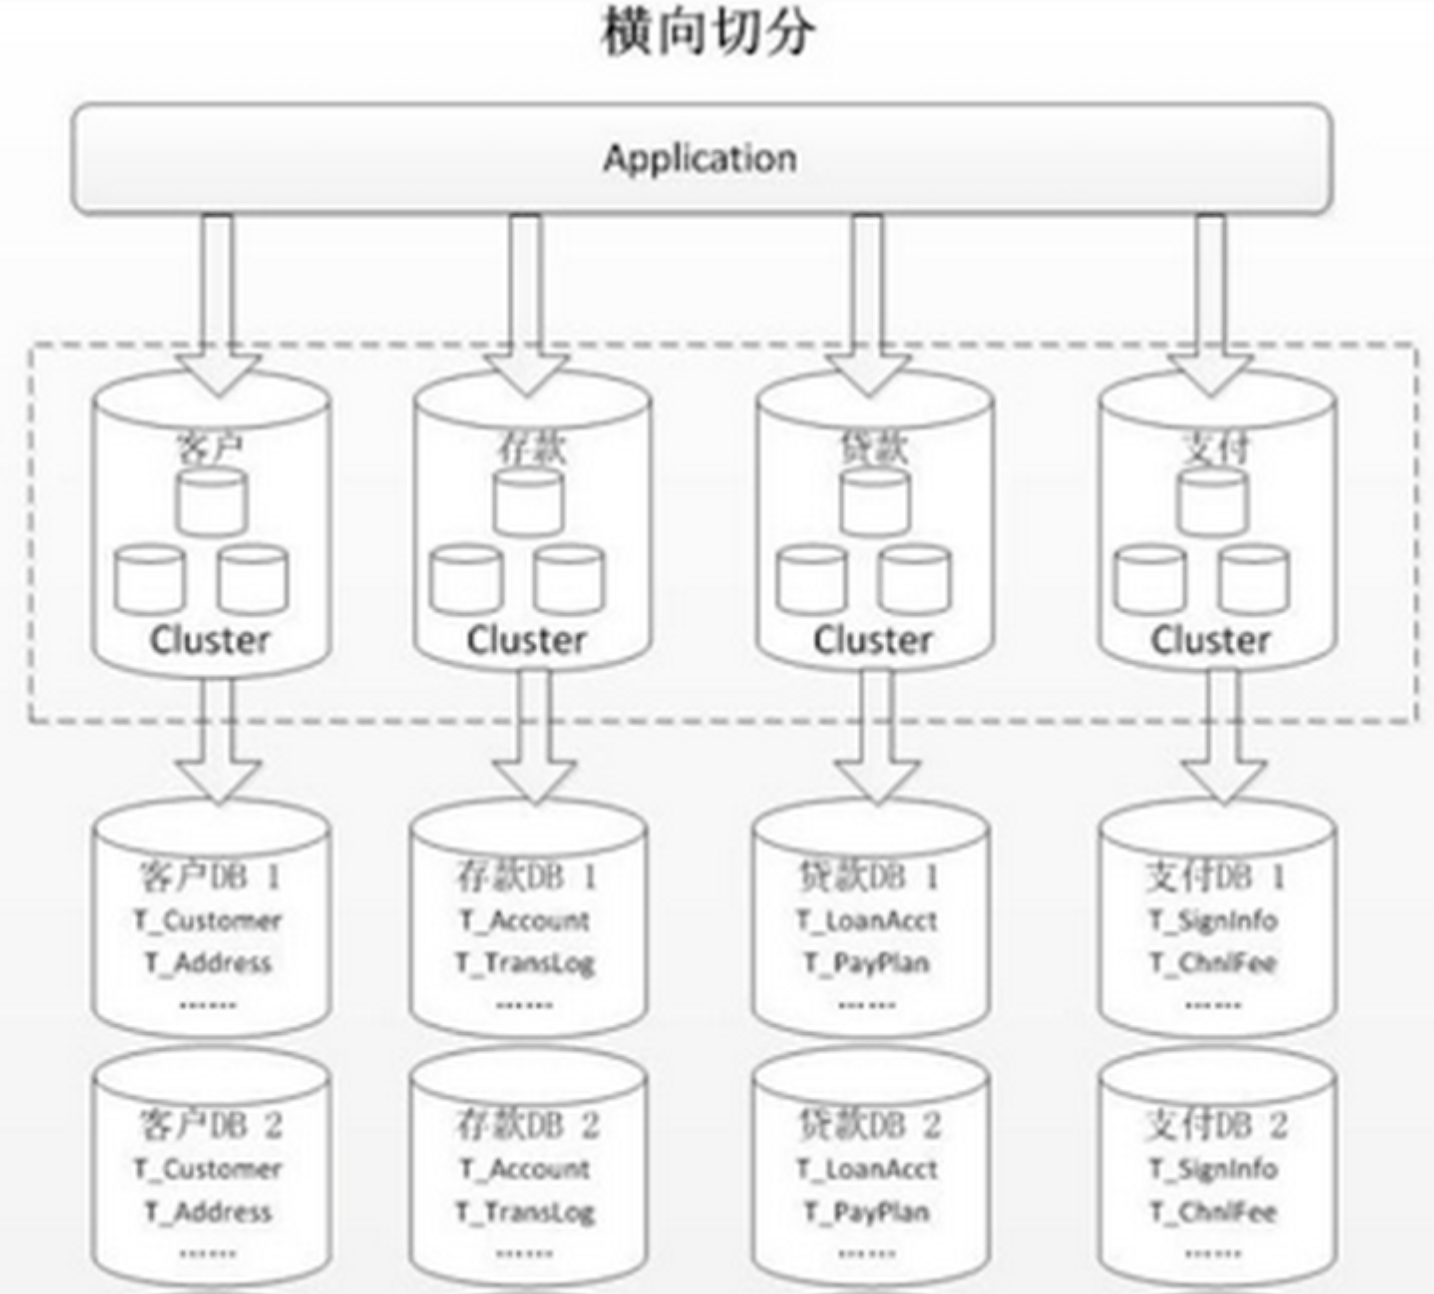 横向切分
Application
客户
存款
贷款
支付
Cluster
Cluster
Cluster
Cluster
客户DB 1
T_Customer
T_Address
......
存款DB 1
T_Account
T_TransLog
......
贷款DB 1
T_LoanAcct
T_PayPlan
......
支付DB 1
T_SignInfo
T_ChnlFee
......
客户DB 2
T_Customer
T_Address
......
存款DB 2
T_Account
T_TransLog
......
贷款DB 2
T_LoanAcct
T_PayPlan
......
支付DB 2
T_SignInfo
T_ChnlFee
......